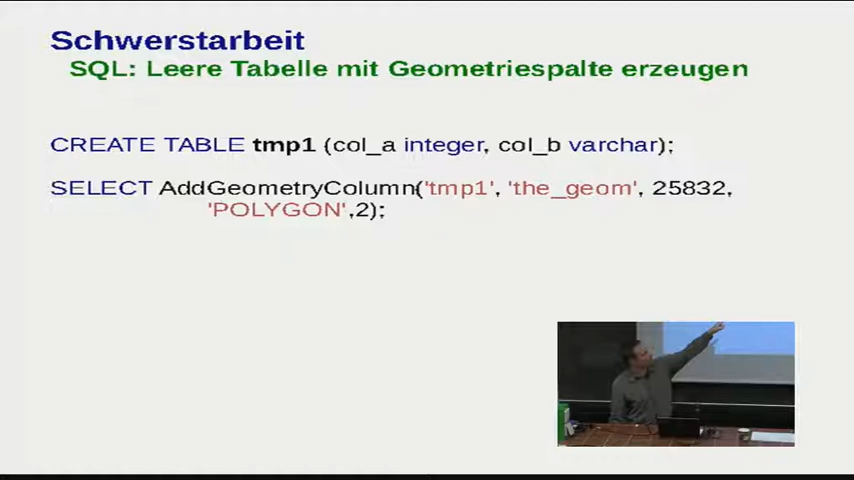 Schwerstarbeit
SQL: Leere Tabelle mit Geometriespalte erzeugen
CREATE TABLE tmp1 (col_a integer, col_b varchar);
SELECT AddGeometryColumn('tmp1', 'the_geom', 25832,
'POLYGON',2);